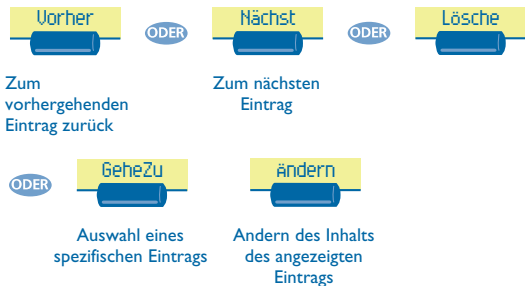 Vorher ODER Nächst ODER Lösche
Zum
vorhergehenden
Eintrag zurück
Zum nächsten
Eintrag
ODER GeheZu ändern
Auswahl eines
spezifischen Eintrags
Andern des Inhalts
des angezeigten
Eintrags